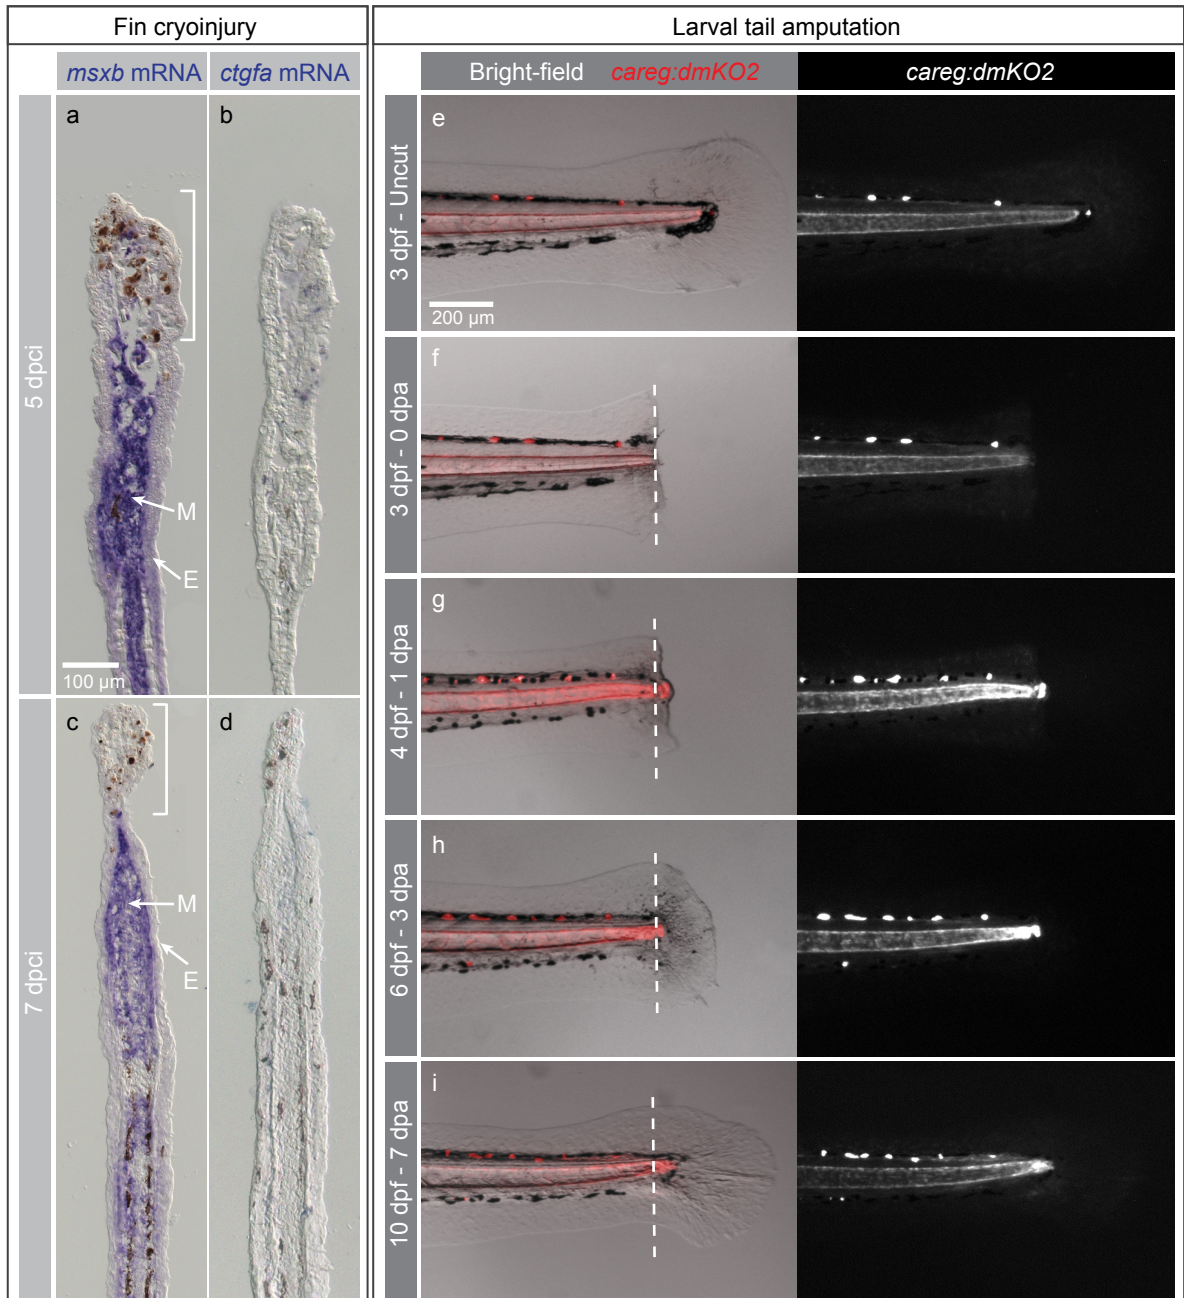 Fin cryoinjury
msxb mRNA
ctgfa mRNA
5 dpci
a
b
M
E
100 µm
7 dpci
c
d
M
E
Larval tail amputation
Bright-field careg:dmKO2
careg:dmKO2
3 dpf - Uncut
e
200 µm
3 dpf - 0 dpa
f
4 dpf - 1 dpa
g
6 dpf - 3 dpa
h
10 dpf - 7 dpa
i